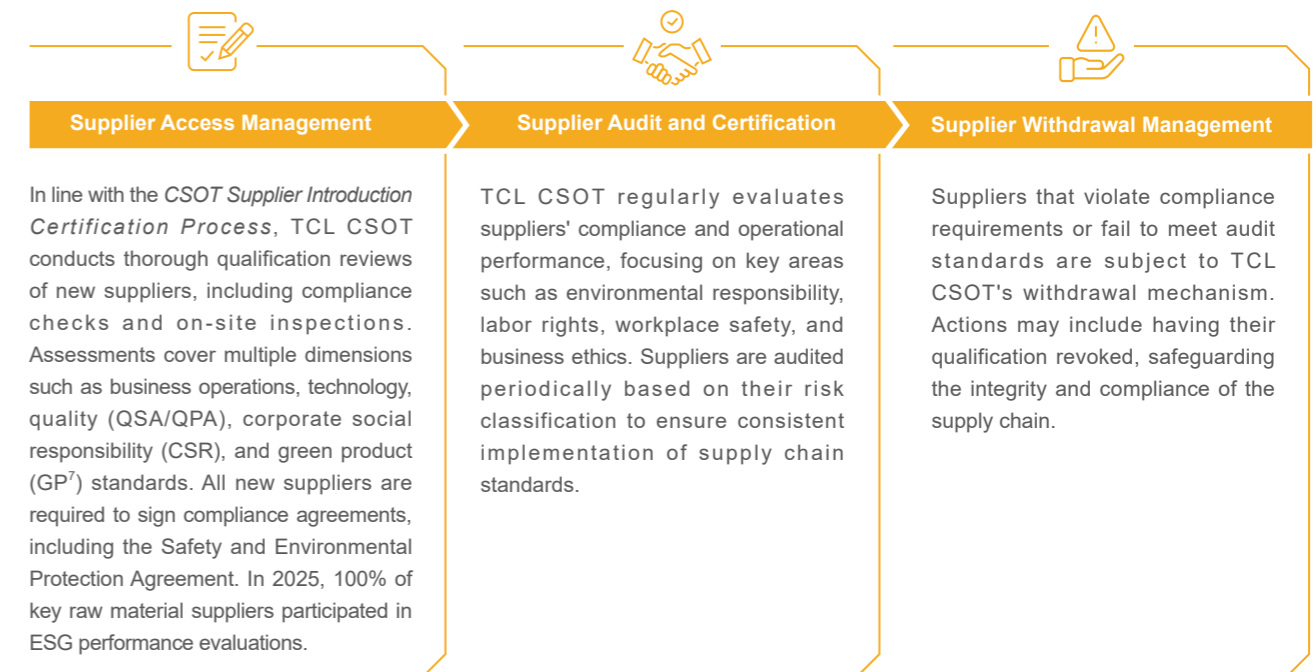 Supplier Access Management
In line with the CSOT Supplier Introduction
Certification Process, TCL CSOT
conducts thorough qualification reviews
of new suppliers, including compliance
checks and on-site inspections.
Assessments cover multiple dimensions
such as business operations, technology,
quality (QSA/QPA), corporate social
responsibility (CSR), and green product
(GP⁷) standards. All new suppliers are
required to sign compliance agreements,
including the Safety and Environmental
Protection Agreement. In 2025, 100% of
key raw material suppliers participated in
ESG performance evaluations.
Supplier Audit and Certification
TCL CSOT regularly evaluates
suppliers' compliance and operational
performance, focusing on key areas
such as environmental responsibility,
labor rights, workplace safety, and
business ethics. Suppliers are audited
periodically based on their risk
classification to ensure consistent
implementation of supply chain
standards.
Supplier Withdrawal Management
Suppliers that violate compliance
requirements or fail to meet audit
standards are subject to TCL
CSOT's withdrawal mechanism.
Actions may include having their
qualification revoked, safeguarding
the integrity and compliance of the
supply chain.